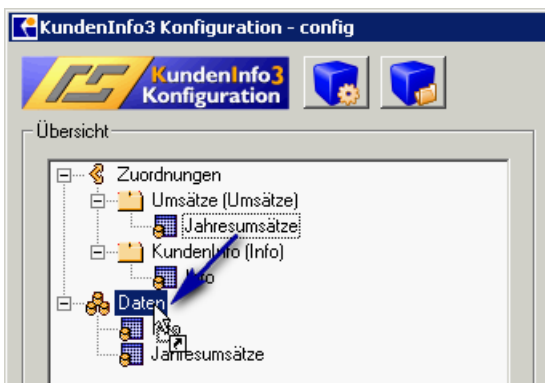 KundenInfo3 Konfiguration - config
KundenInfo3
Konfiguration
Übersicht
Zuordnungen
Umsätze (Umsätze)
Jahresumsätze
KundenInfo (Info)
Info
Daten
Jahresumsätze